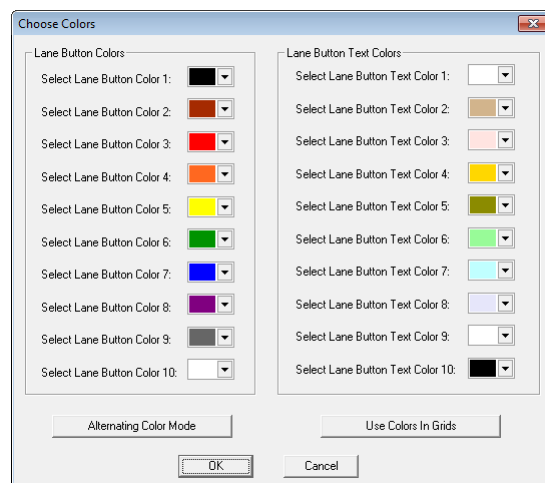 Choose Colors
Lane Button Colors
Select Lane Button Color 1:
Select Lane Button Color 2:
Select Lane Button Color 3:
Select Lane Button Color 4:
Select Lane Button Color 5:
Select Lane Button Color 6:
Select Lane Button Color 7:
Select Lane Button Color 8:
Select Lane Button Color 9:
Select Lane Button Color 10:
Lane Button Text Colors
Select Lane Button Text Color 1:
Select Lane Button Text Color 2:
Select Lane Button Text Color 3:
Select Lane Button Text Color 4:
Select Lane Button Text Color 5:
Select Lane Button Text Color 6:
Select Lane Button Text Color 7:
Select Lane Button Text Color 8:
Select Lane Button Text Color 9:
Select Lane Button Text Color 10:
Alternating Color Mode
Use Colors In Grids
OK
Cancel